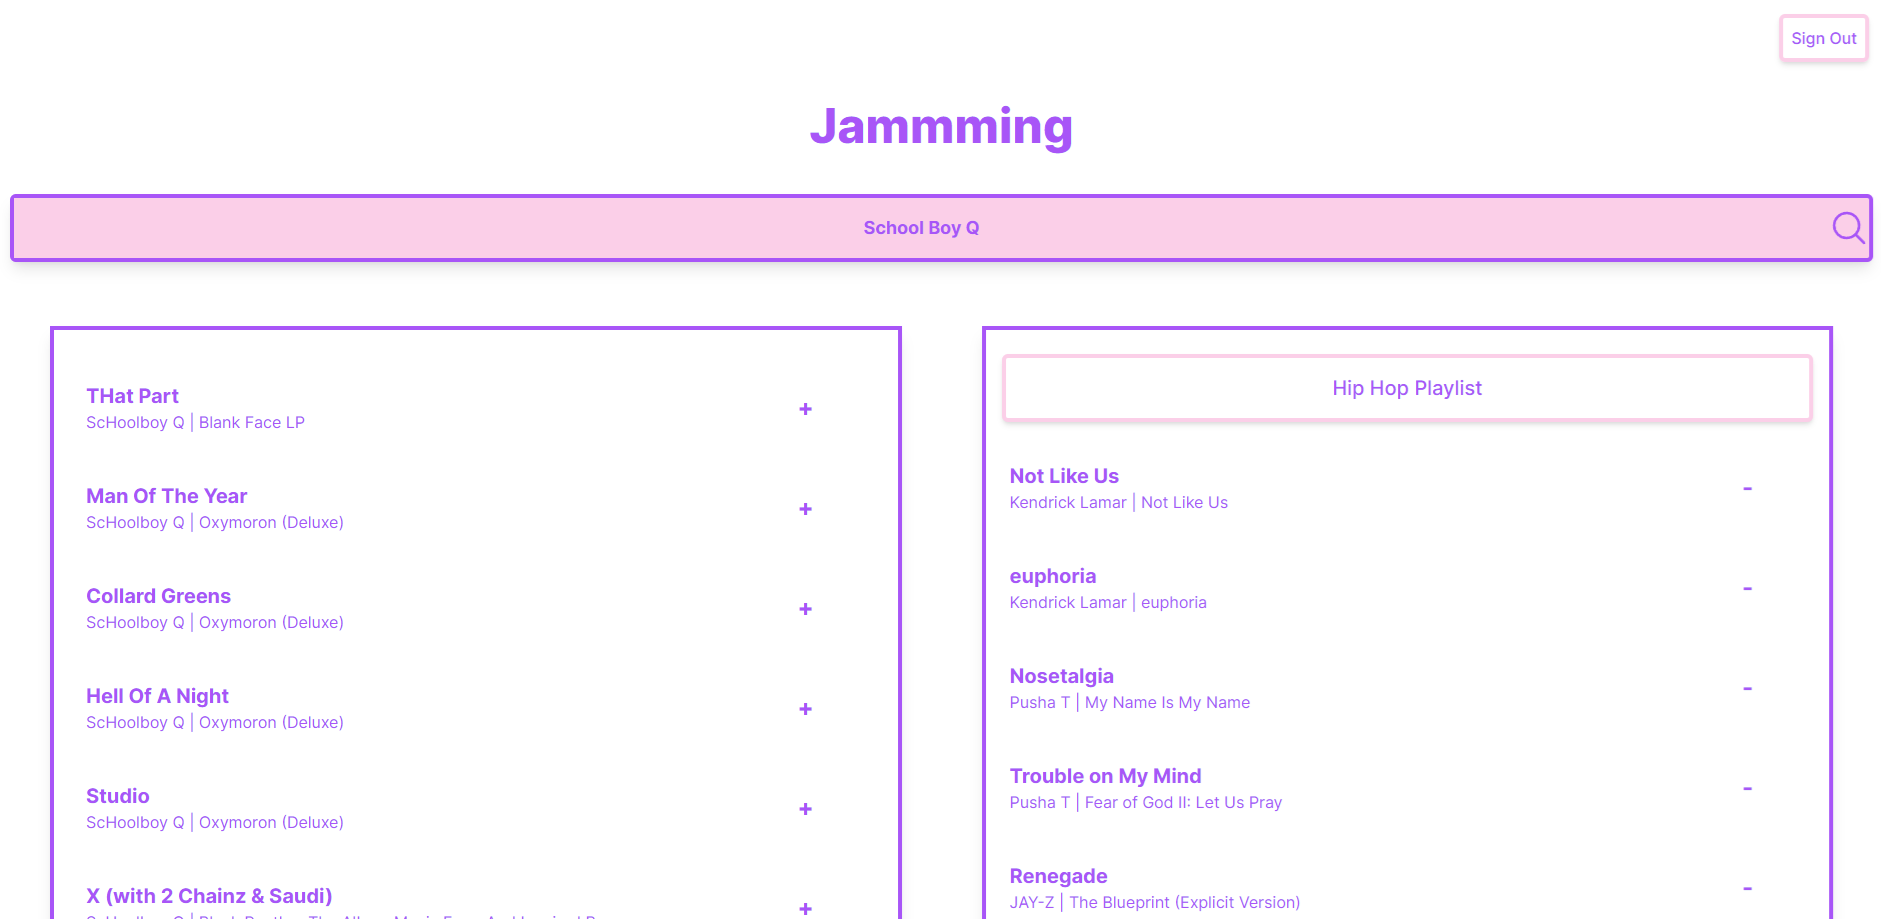 Sign Out
Jammming
School Boy Q
THat Part
ScHoolboy Q | Blank Face LP
+
Man Of The Year
ScHoolboy Q | Oxymoron (Deluxe)
+
Collard Greens
ScHoolboy Q | Oxymoron (Deluxe)
+
Hell Of A Night
ScHoolboy Q | Oxymoron (Deluxe)
+
Studio
ScHoolboy Q | Oxymoron (Deluxe)
+
X (with 2 Chainz & Saudi)
+
Hip Hop Playlist
Not Like Us
Kendrick Lamar | Not Like Us
-
euphoria
Kendrick Lamar | euphoria
-
Nosetalgia
Pusha T | My Name Is My Name
-
Trouble on My Mind
Pusha T | Fear of God II: Let Us Pray
-
Renegade
JAY-Z | The Blueprint (Explicit Version)
-